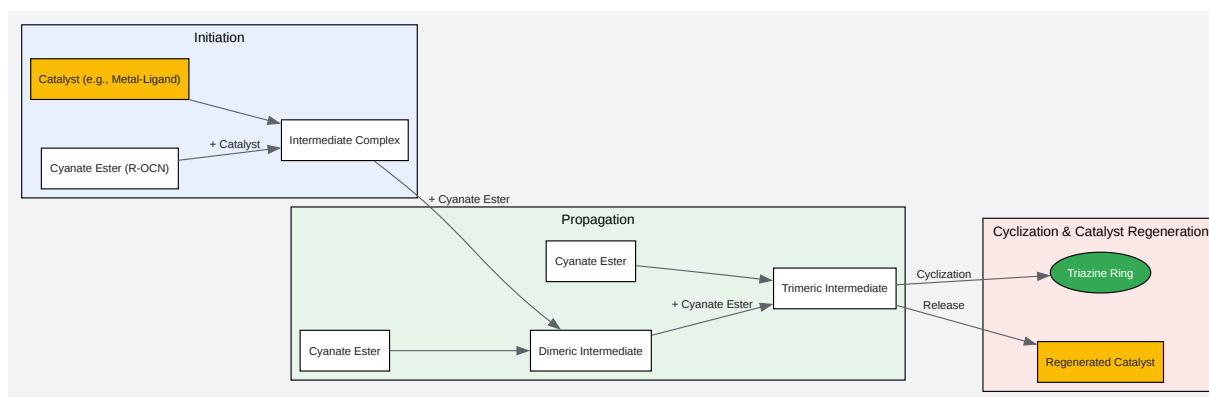 Initiation
Catalyst (e.g., Metal-Ligand)
Cyanate Ester (R-OCN)
+ Catalyst
Intermediate Complex
+ Cyanate Ester
Propagation
Cyanate Ester
Cyanate Ester
Dimeric Intermediate
+ Cyanate Ester
Trimeric Intermediate
Cyclization & Catalyst Regeneration
Cyclization
Triazine Ring
Release
Regenerated Catalyst